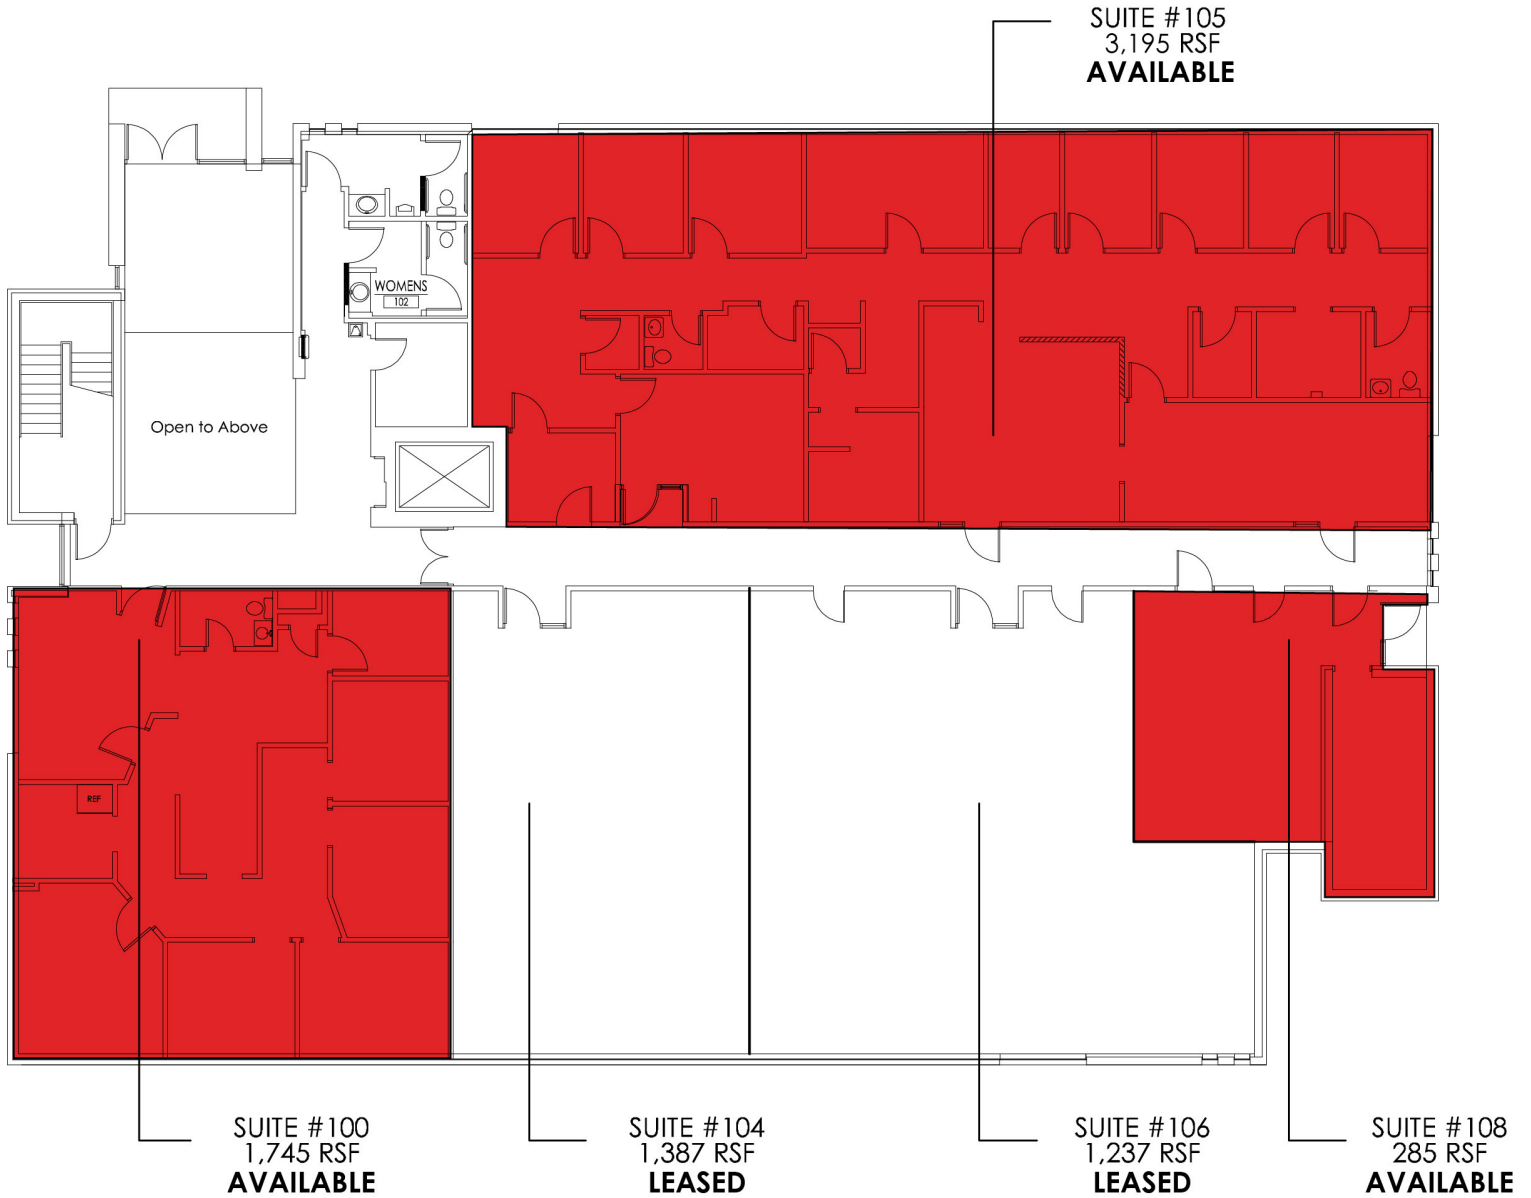 SUITE #105
3,195 RSF
AVAILABLE
WOMENS
102
Open to Above
REF
SUITE #100
1,745 RSF
AVAILABLE
SUITE #104
1,387 RSF
LEASED
SUITE #106
1,237 RSF
LEASED
SUITE #108
285 RSF
AVAILABLE